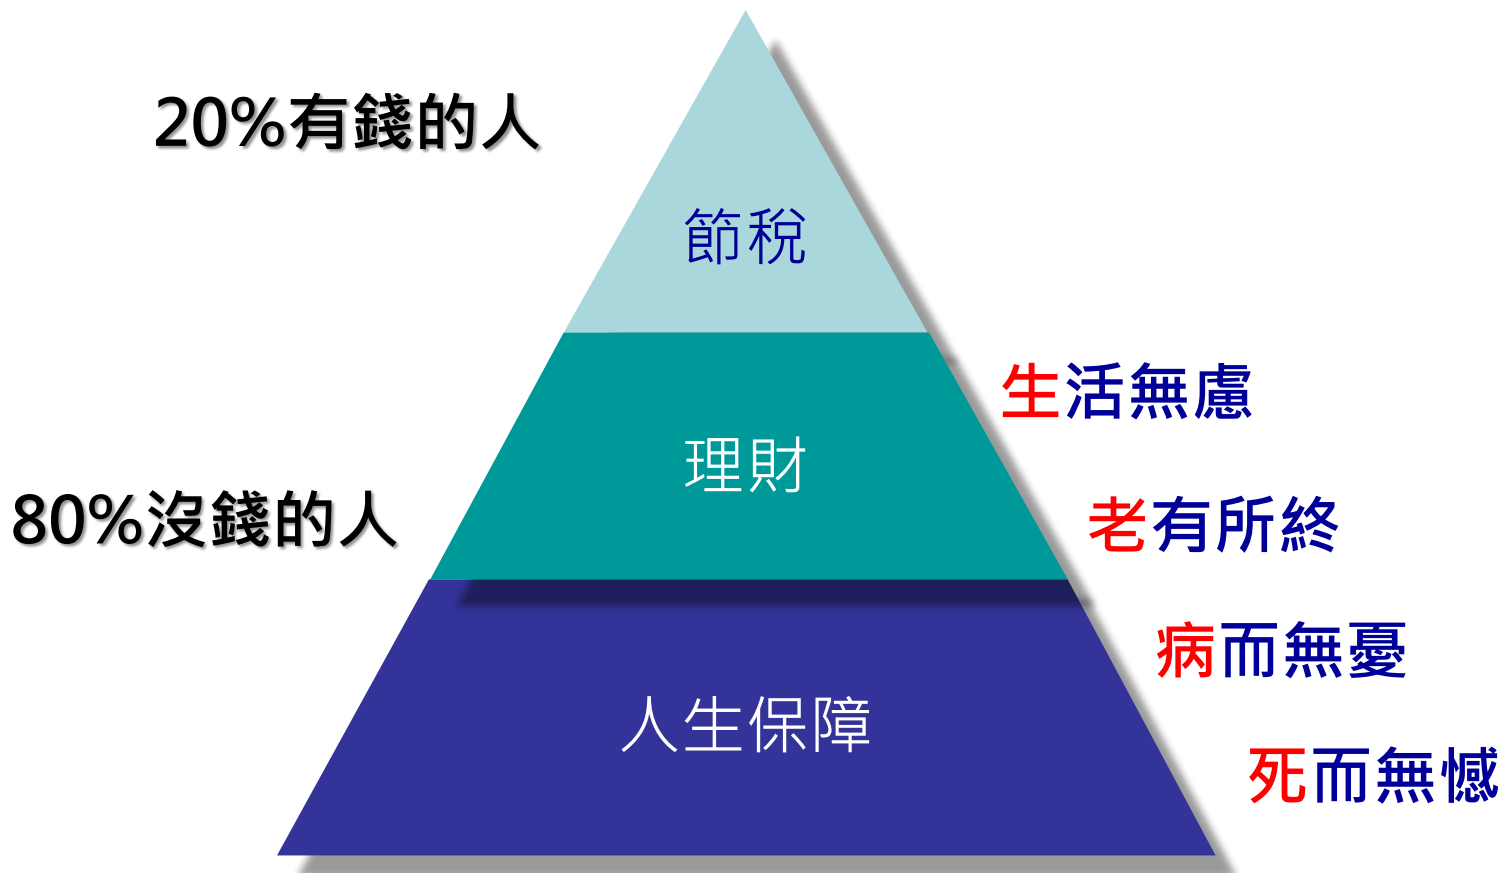 20%有錢的人
節稅
生活無慮
理財
80%沒錢的人
老有所終
病而無憂
人生保障
死而無憾